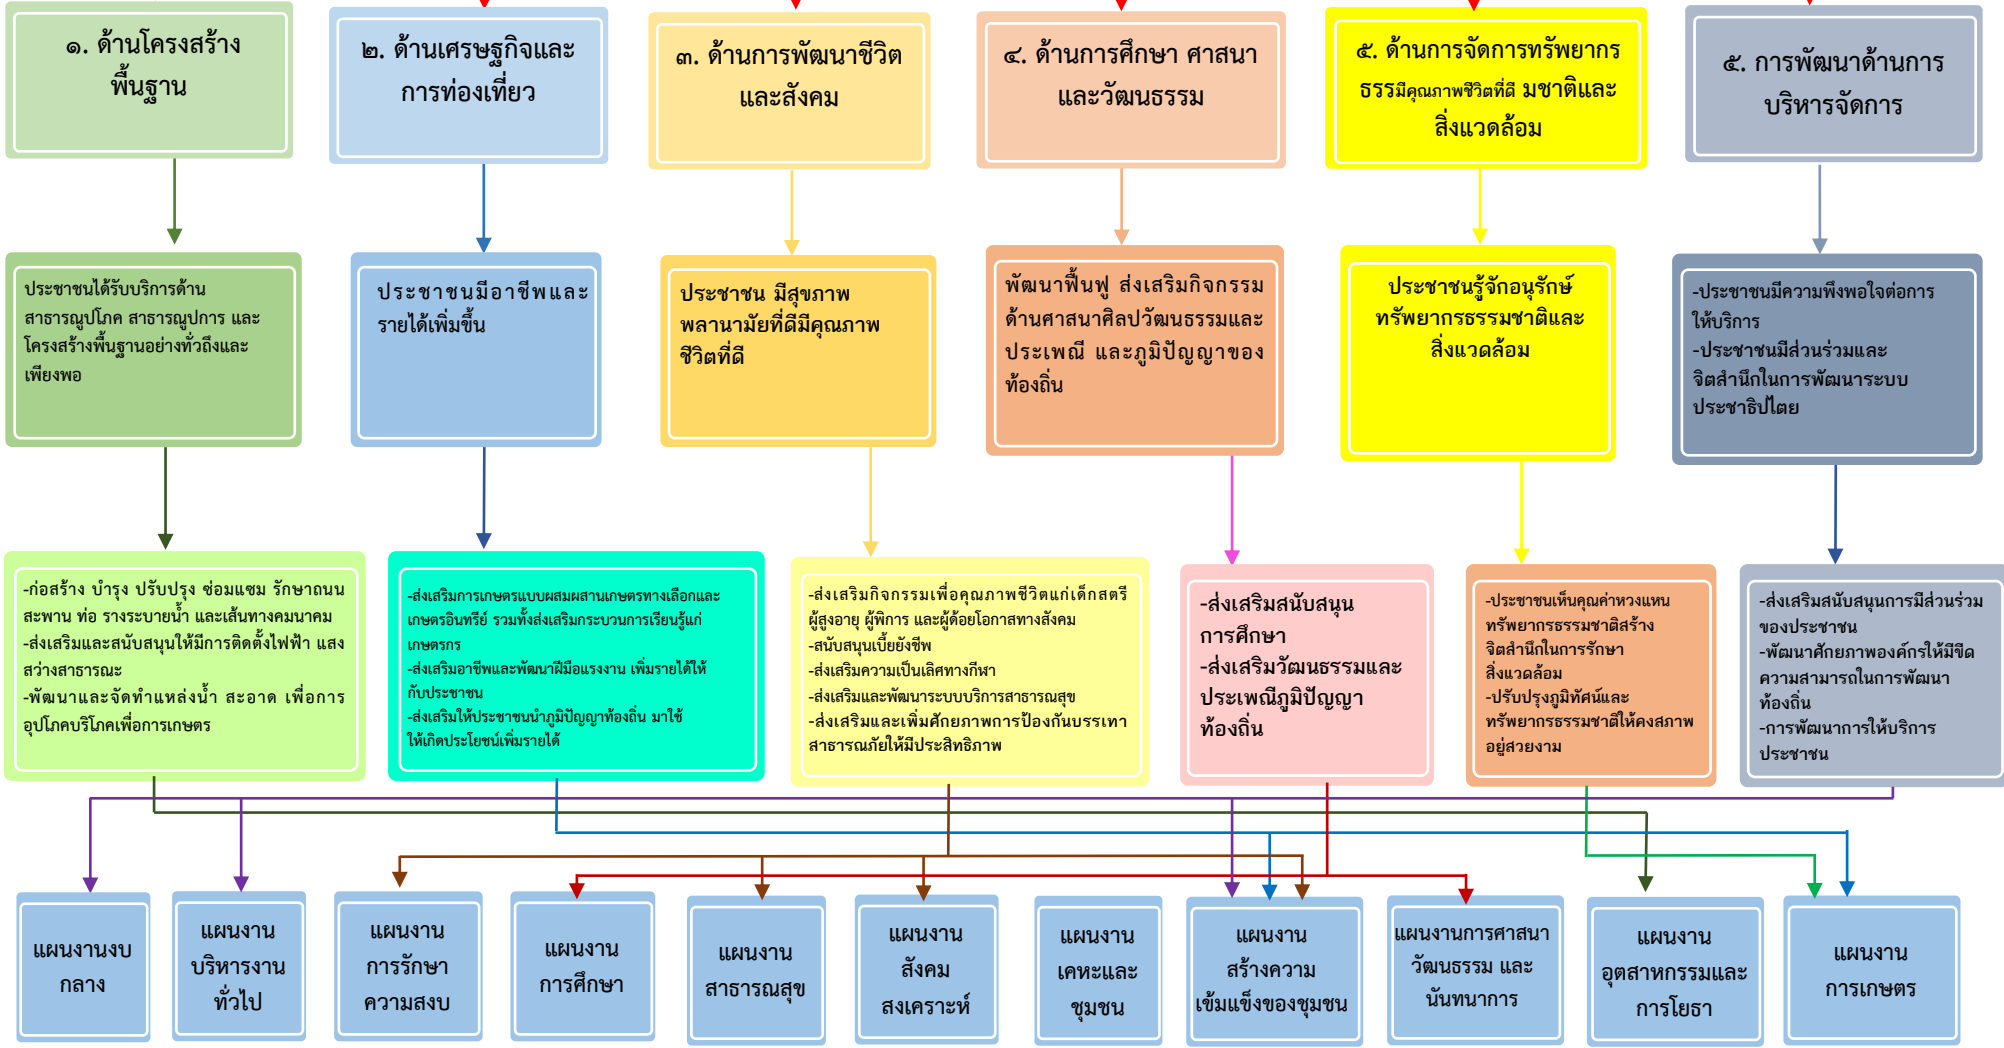 ๑. ด้านโครงสร้าง
พื้นฐาน
๒. ด้านเศรษฐกิจและ
การท่องเที่ยว
๓. ด้านการพัฒนาชีวิต
และสังคม
๔. ด้านการศึกษา ศาสนา
และวัฒนธรรม
๕. ด้านการจัดการทรัพยากร
ธรรมีคุณภาพชีวิตที่ดี มชาติและ
สิ่งแวดล้อม
๕. การพัฒนาด้านการ
บริหารจัดการ
ประชาชนได้รับบริการด้าน
สาธารณูปโภค สาธารณูปการ และ
โครงสร้างพื้นฐานอย่างทั่วถึงและ
เพียงพอ
ประชาชนมีอาชีพและ
รายได้เพิ่มขึ้น
ประชาชน มีสุขภาพ
พลานามัยที่ดีมีคุณภาพ
ชีวิตที่ดี
พัฒนาฟื้นฟู ส่งเสริมกิจกรรม
ด้านศาสนาศิลปวัฒนธรรมและ
ประเพณี และภูมิปัญญาของ
ท้องถิ่น
ประชาชนรู้จักอนุรักษ์
ทรัพยากรธรรมชาติและ
สิ่งแวดล้อม
-ประชาชนมีความพึงพอใจต่อการ
ให้บริการ
-ประชาชนมีส่วนร่วมและ
จิตสำนึกในการพัฒนาระบบ
ประชาธิปไตย
-ก่อสร้าง บำรุง ปรับปรุง ซ่อมแซม รักษาถนน
สะพาน ท่อ รางระบายน้ำ และเส้นทางคมนาคม
-ส่งเสริมและสนับสนุนให้มีการติดตั้งไฟฟ้า แสง
สว่างสาธารณะ
-พัฒนาและจัดทำแหล่งน้ำ สะอาด เพื่อการ
อุปโภคบริโภคเพื่อการเกษตร
-ส่งเสริมการเกษตรแบบผสมผสานเกษตรทางเลือกและ
เกษตรอินทรีย์ รวมทั้งส่งเสริมกระบวนการเรียนรู้แก่
เกษตรกร
-ส่งเสริมอาชีพและพัฒนาฝีมือแรงงาน เพิ่มรายได้ให้
กับประชาชน
-ส่งเสริมให้ประชาชนนำภูมิปัญญาท้องถิ่น มาใช้
ให้เกิดประโยชน์เพิ่มรายได้
-ส่งเสริมกิจกรรมเพื่อคุณภาพชีวิตแก่เด็กสตรี
ผู้สูงอายุ ผู้พิการ และผู้ด้อยโอกาสทางสังคม
-สนับสนุนเบี้ยยังชีพ
-ส่งเสริมความเป็นเลิศทางกีฬา
-ส่งเสริมและพัฒนาระบบบริการสาธารณสุข
-ส่งเสริมและเพิ่มศักยภาพการป้องกันบรรเทา
สาธารณภัยให้มีประสิทธิภาพ
-ส่งเสริมสนับสนุน
การศึกษา
-ส่งเสริมวัฒนธรรมและ
ประเพณีภูมิปัญญา
ท้องถิ่น
-ประชาชนเห็นคุณค่าหวงแหน
ทรัพยากรธรรมชาติสร้าง
จิตสำนึกในการรักษา
สิ่งแวดล้อม
-ปรับปรุงภูมิทัศน์และ
ทรัพยากรธรรมชาติให้คงสภาพ
อยู่สวยงาม
-ส่งเสริมสนับสนุนการมีส่วนร่วม
ของประชาชน
-พัฒนาศักยภาพองค์กรให้มีขีด
ความสามารถในการพัฒนา
ท้องถิ่น
-การพัฒนาการให้บริการ
ประชาชน
แผนงานงบ
กลาง
แผนงาน
บริหารงาน
ทั่วไป
แผนงาน
การรักษา
ความสงบ
แผนงาน
การศึกษา
แผนงาน
สาธารณสุข
แผนงาน
สังคม
สงเคราะห์
แผนงาน
เคหะและ
ชุมชน
แผนงาน
สร้างความ
เข้มแข็งของชุมชน
แผนงานการศาสนา
วัฒนธรรม และ
นันทนาการ
แผนงาน
อุตสาหกรรมและ
การโยธา
แผนงาน
การเกษตร